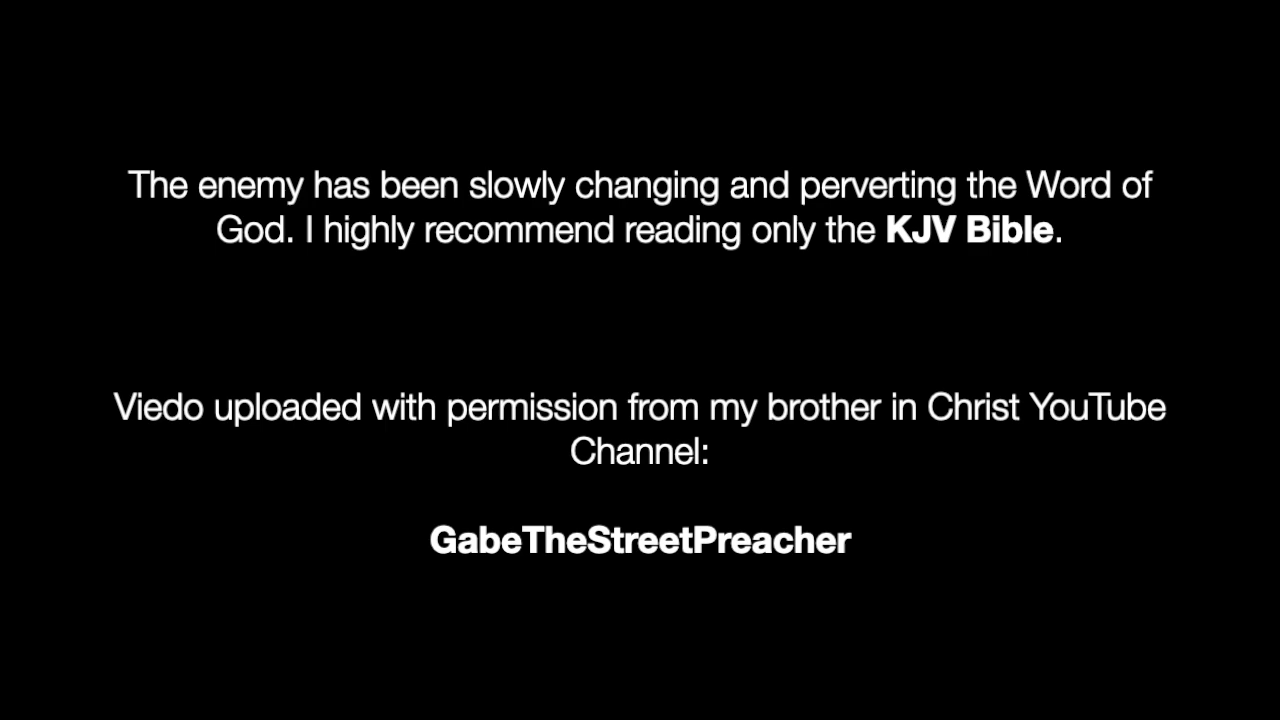 The enemy has been slowly changing and perverting the Word of
God. I highly recommend reading only the KJV Bible.
Viedo uploaded with permission from my brother in Christ YouTube
Channel:
GabeTheStreetPreacher